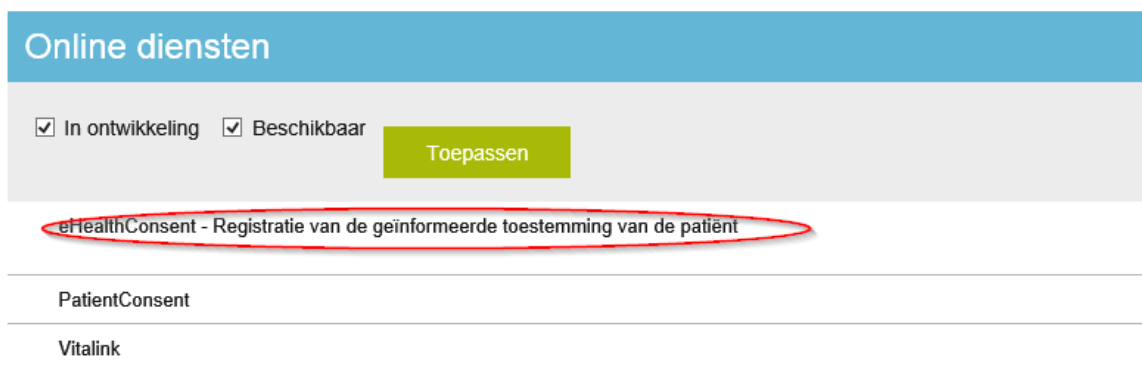 Online diensten
In ontwikkeling Beschikbaar
Toepassen
eHealthConsent - Registratie van de geïnformeerde toestemming van de patiënt
PatientConsent
Vitalink